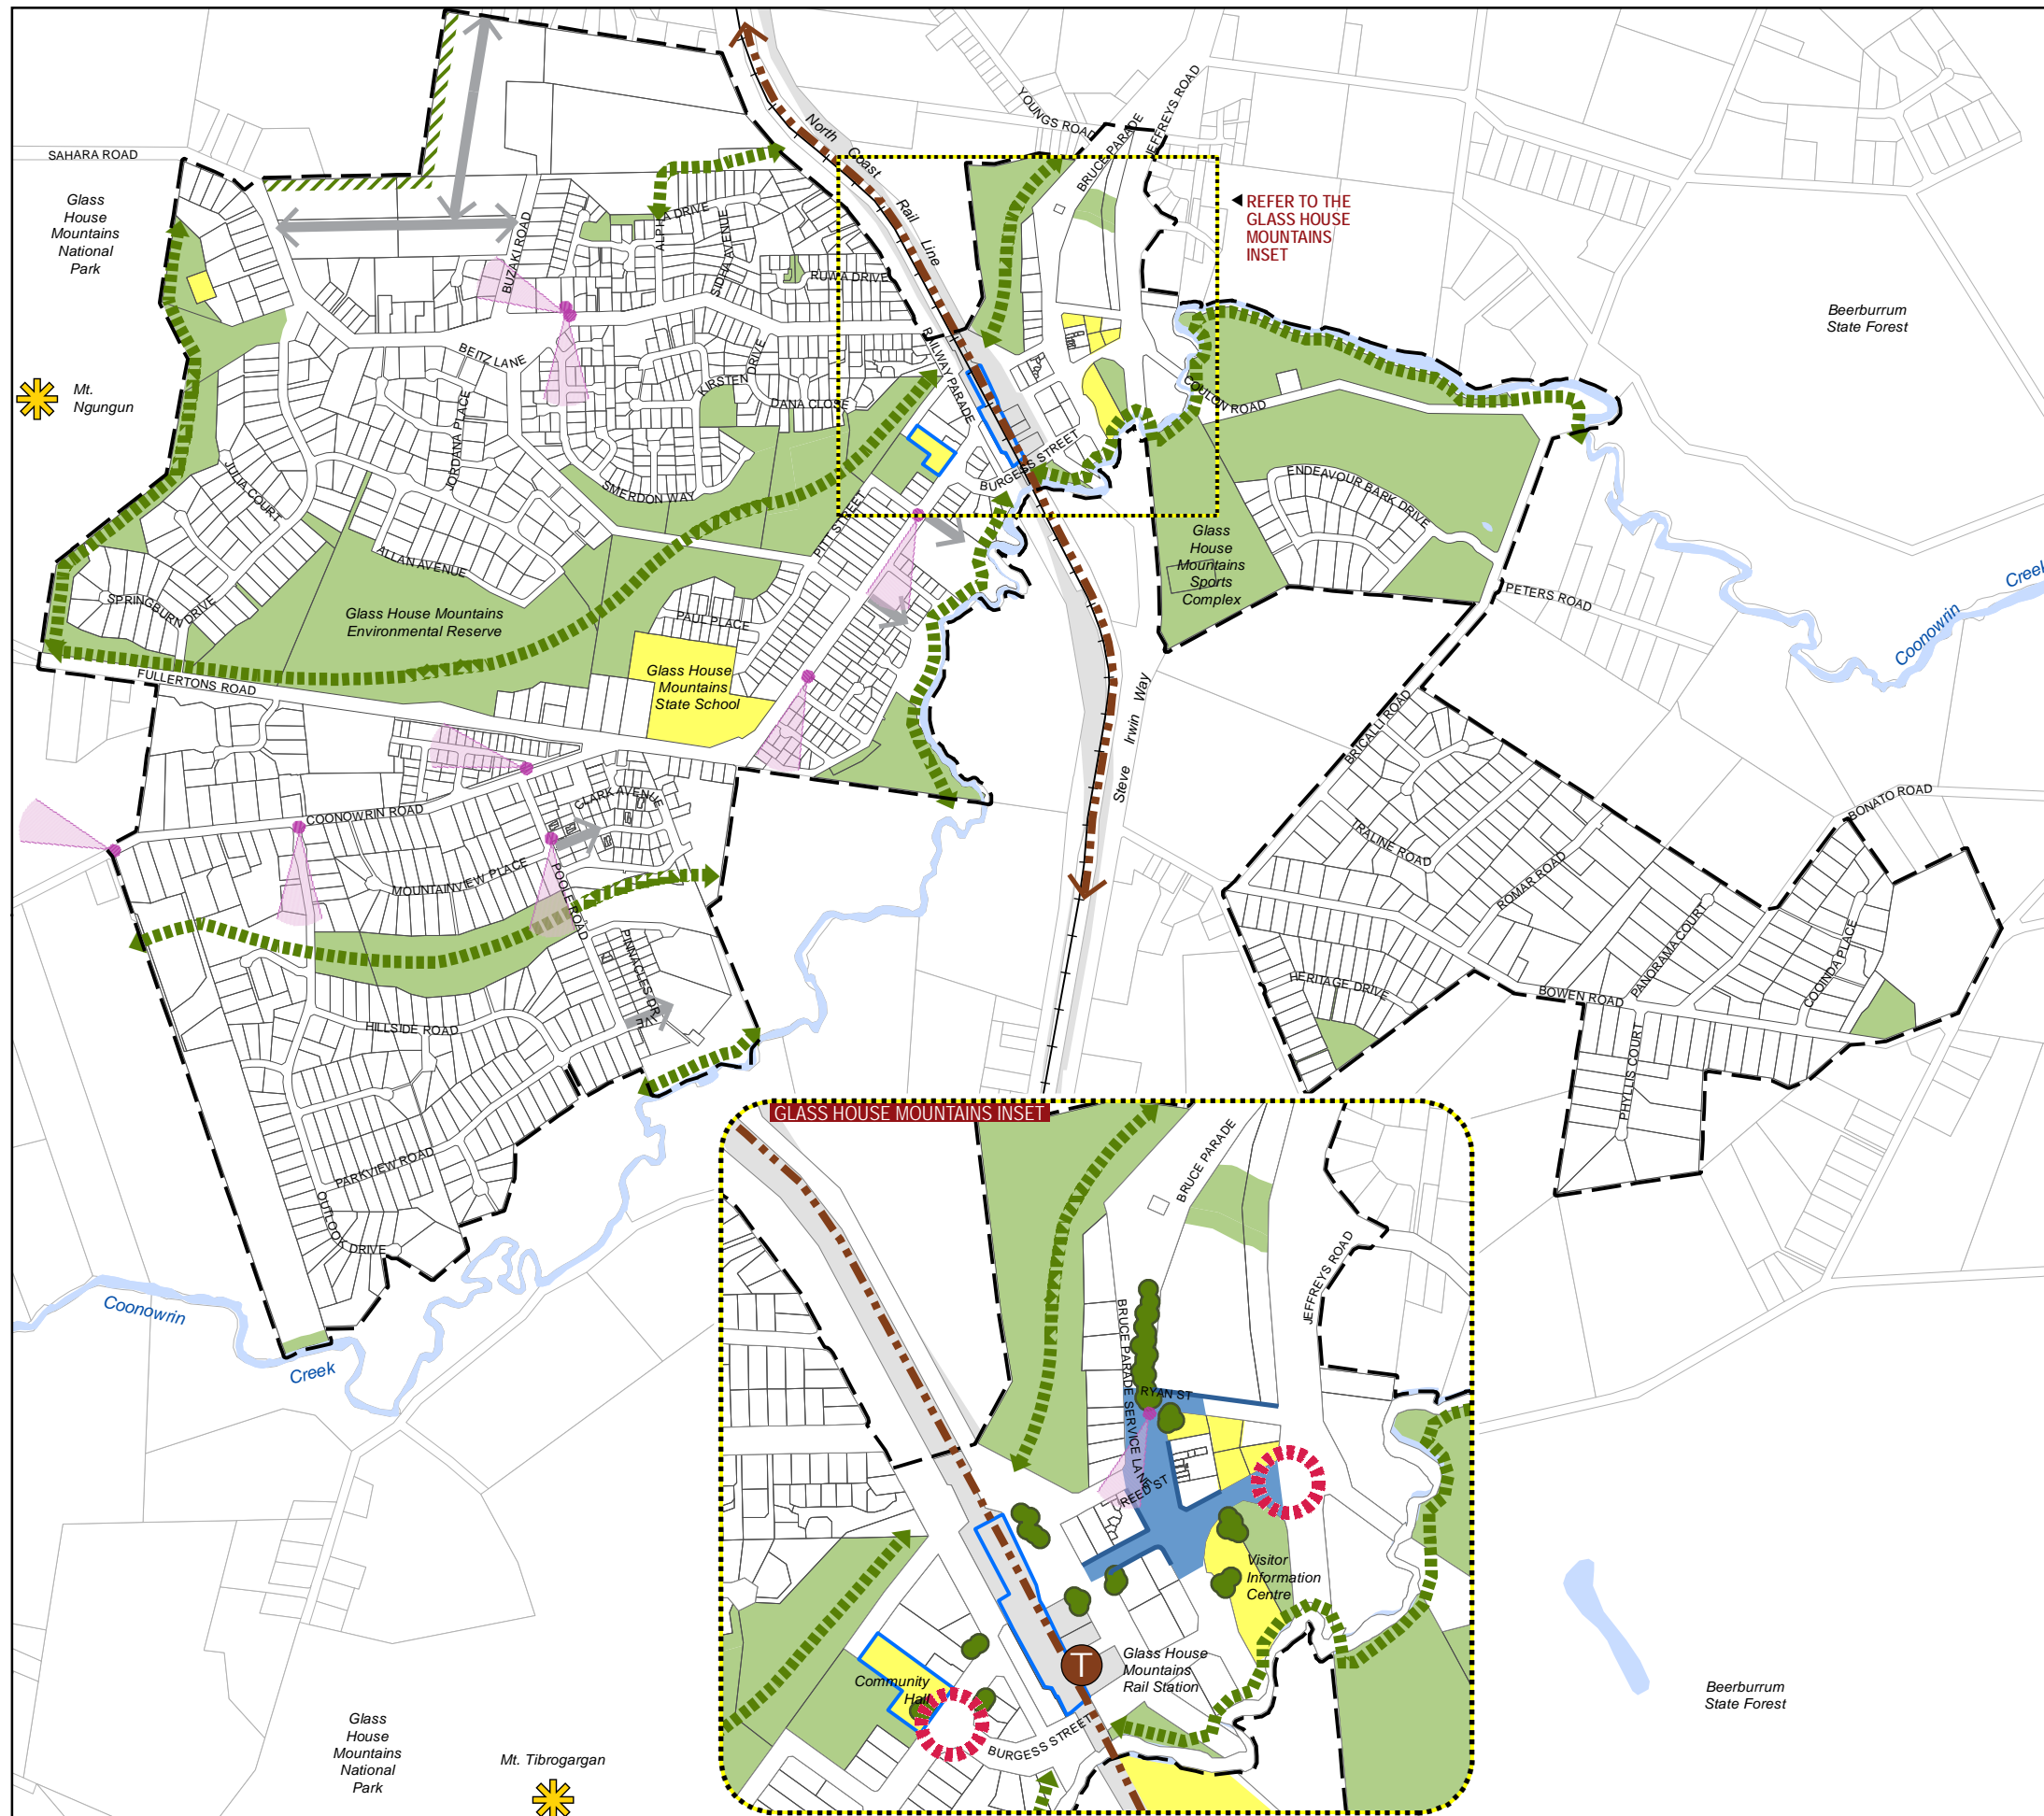 SAHARA ROAD
Glass
House
Mountains
National
Park
Mt.
Ngungun
North
Coast
Rail
Line
YOUNGS ROAD
BRUCE PARADE
JEFFREYS ROAD
REFER TO THE
GLASS HOUSE
MOUNTAINS
INSET
Beerburrum
State Forest
BUZAKI ROAD
ALPHA DRIVE
SIDHA AVENUE
RUWA DRIVE
RAILWAY PARADE
BEITZ LANE
KIRSTEN DRIVE
DANA CLOSE
JORDANA PLACE
JULIA COURT
SMERDON WAY
ALLAN AVENUE
SPRINGBURN DRIVE
PITT STREET
BURGESS STREET
COULON ROAD
ENDEAVOUR BARK DRIVE
Glass
House
Mountains
Sports
Complex
PETERS ROAD
Coonowrin
Creek
Glass House Mountains
Environmental Reserve
PAUL PLACE
Glass House
Mountains
State School
FULLERTONS ROAD
Steve Irwin Way
COONOWRIN ROAD
CLARK AVENUE
MOUNTAINVIEW PLACE
POOLE ROAD
PINNACLES DRIVE
HILLSIDE ROAD
PARKVIEW ROAD
OUTLOOK DRIVE
Coonowrin
Creek
BRICALLI ROAD
TRALINE ROAD
ROMAR ROAD
BONATO ROAD
PANORAMA COURT
COONDA PLACE
HERITAGE DRIVE
BOWEN ROAD
PHYLLIS COURT
GLASS HOUSE MOUNTAINS INSET
BRUCE PARADE
JEFFREYS ROAD
BRUCE PARADE SERVICE LANE
RYAN ST
REED ST
Visitor
Information
Centre
Glass House
Mountains
Rail Station
T
Community
Hall
BURGESS STREET
Beerburrum
State Forest
Glass
House
Mountains
National
Park
Mt. Tibrogargan